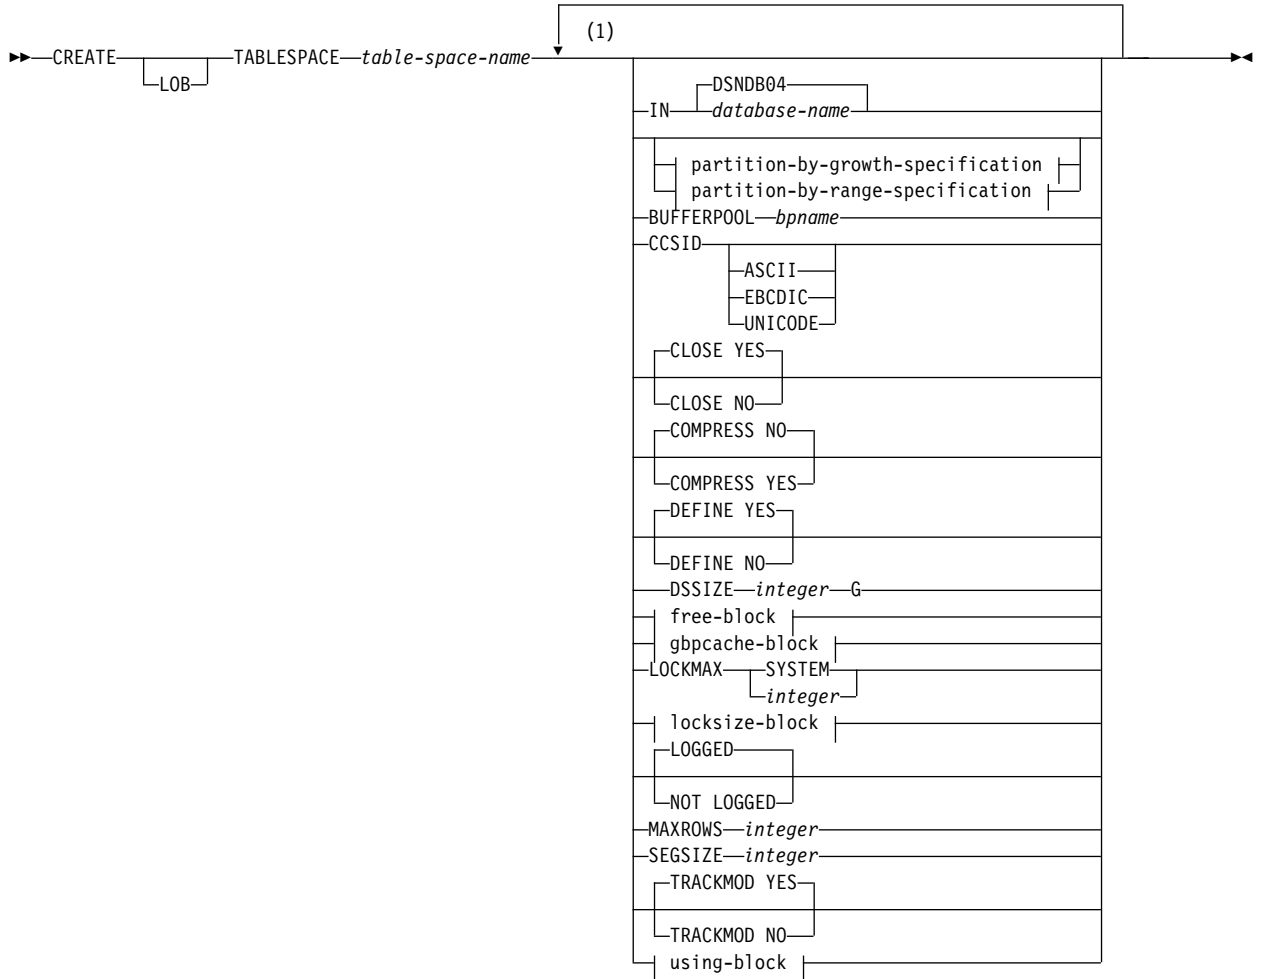 (1)
CREATE LOB TABLESPACE table-space-name
IN DSNDB04
database-name
partition-by-growth-specification
partition-by-range-specification
BUFFERPOOL bpname
CCSID
ASCII
EBCDIC
UNICODE
CLOSE YES
CLOSE NO
COMPRESS NO
COMPRESS YES
DEFINE YES
DEFINE NO
DSSIZE integer G
free-block
gbpcache-block
LOCKMAX SYSTEM
integer
locksize-block
LOGGED
NOT LOGGED
MAXROWS integer
SEGSIZE integer
TRACKMOD YES
TRACKMOD NO
using-block